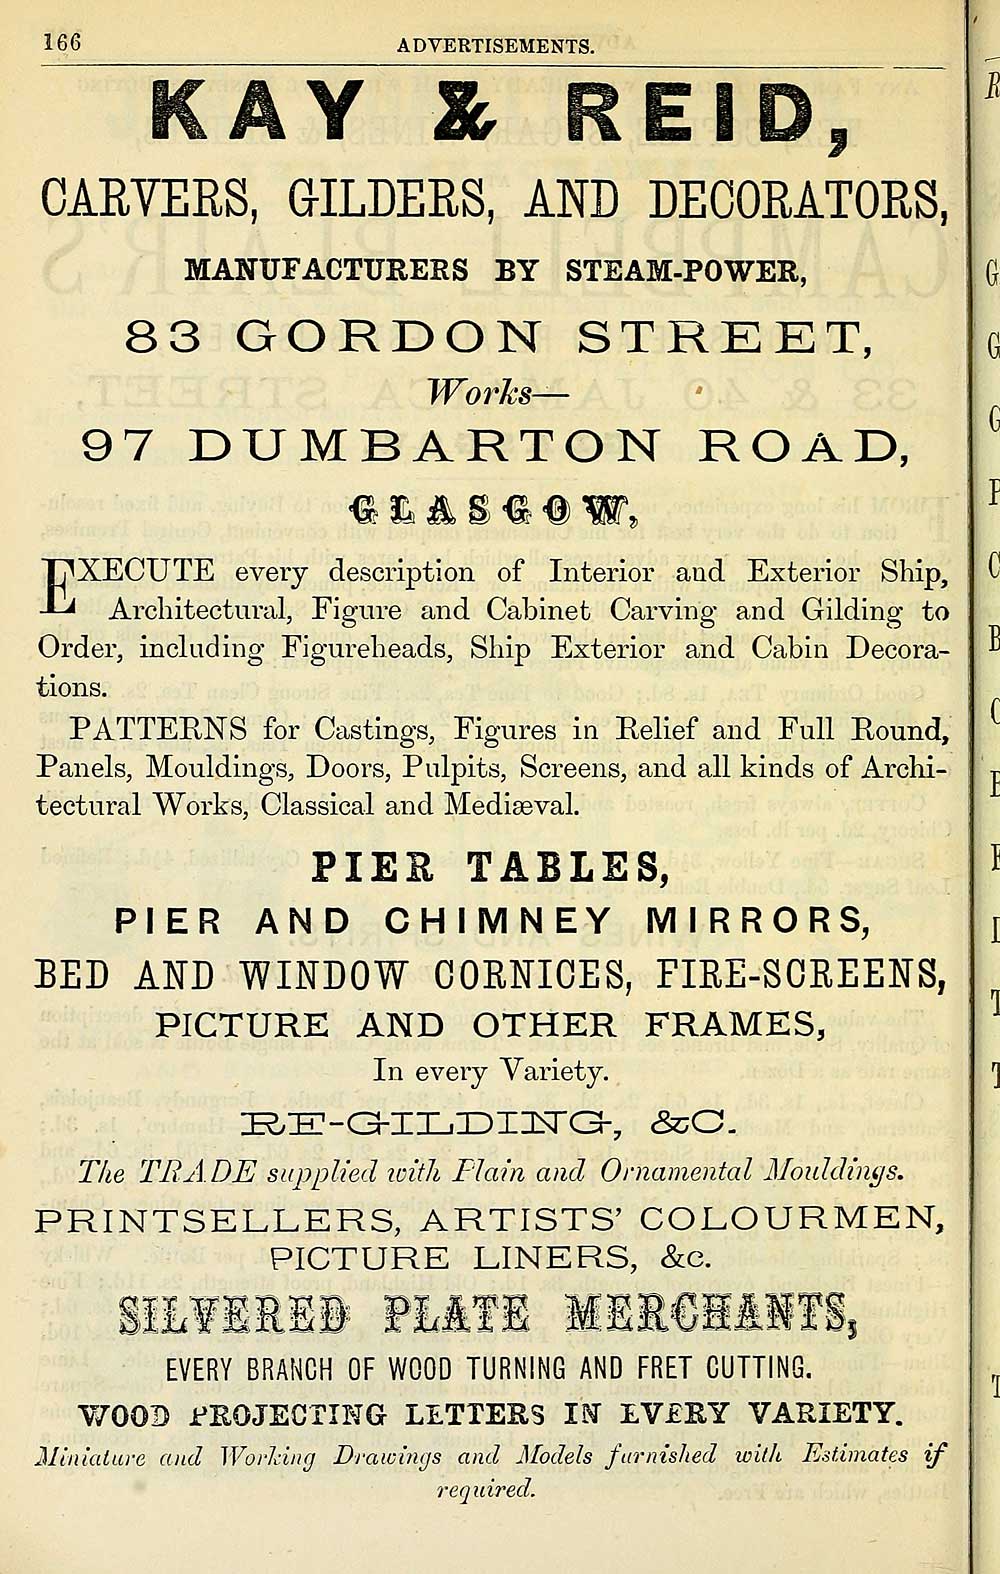 166
ADVERTISEMENTS.
KAY & REID,
CARVERS, GILDERS, AND DECORATORS,
MANUFACTURERS BY STEAM-POWER,
83 GORDON STREET,
Works—
97 DUMBARTON ROAD,
GLASGOW,
EXECUTE every description of Interior and Exterior Ship,
Architectural, Figure and Cabinet Carving and Gilding to
Order, including Figureheads, Ship Exterior and Cabin Decora-
tions.
PATTERNS for Castings, Figures in Relief and Full Round,
Panels, Mouldings, Doors, Pulpits, Screens, and all kinds of Archi-
tectural Works, Classical and Mediæval.
PIER TABLES,
PIER AND CHIMNEY MIRRORS,
BED AND WINDOW CORNICES, FIRE-SCREENS,
PICTURE AND OTHER FRAMES,
In every Variety.
RE-GILDING, &C.
The TRADE supplied with Plain and Ornamental Mouldings.
PRINTSELLERS, ARTISTS' COLOURMEN,
PICTURE LINERS, &c.
SILVERED PLATE MERCHANTS,
EVERY BRANCH OF WOOD TURNING AND FRET CUTTING.
WOOD PROJECTING LETTERS IN EVERY VARIETY.
Miniature and Working Drawings and Models furnished with Estimates if
required.